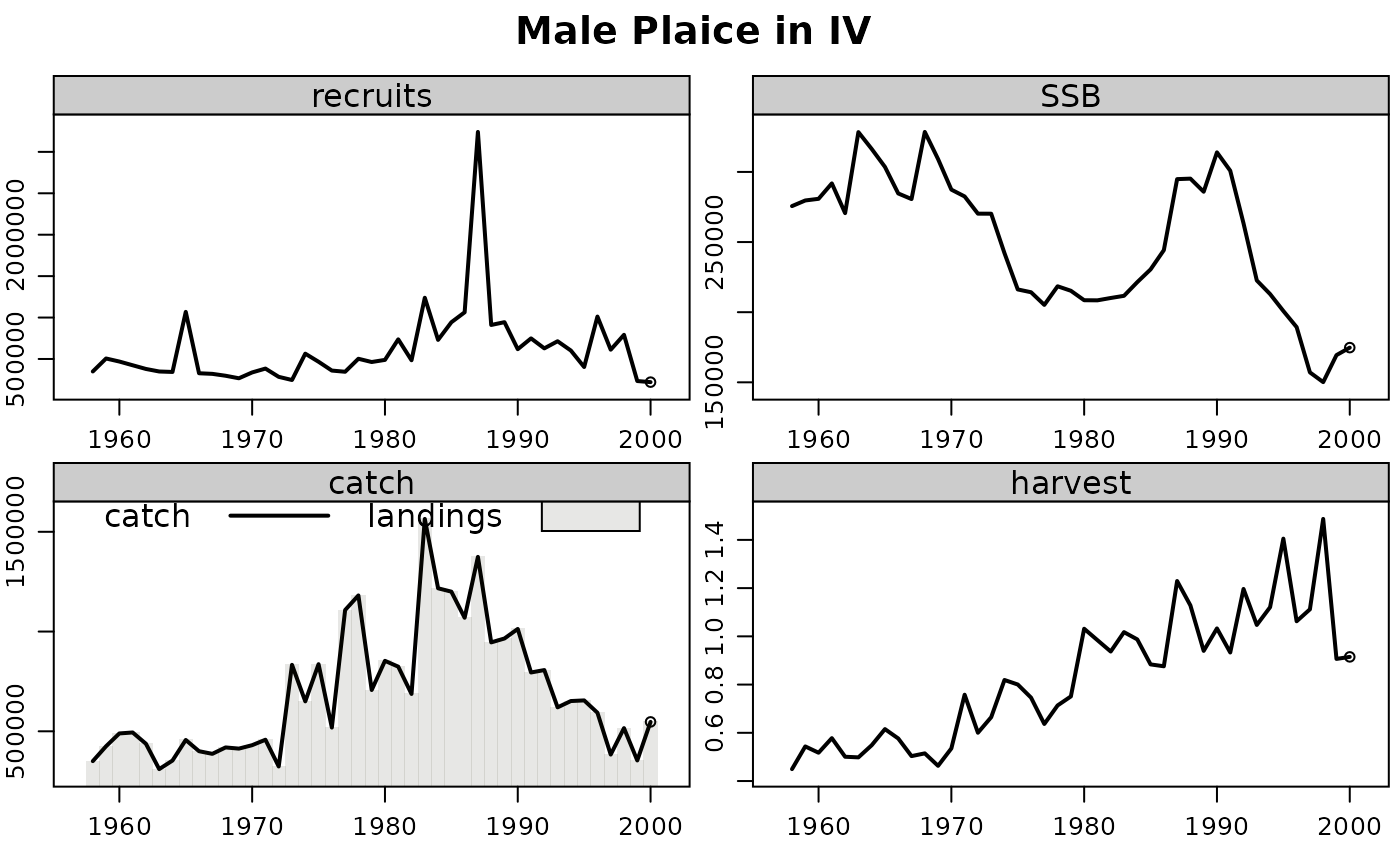 Male Plaice in IV
recruits
500000 2000000
1960 1970 1980 1990 2000
SSB
150000 250000
1960 1970 1980 1990 2000
catch
catch landings
500000 1500000
1960 1970 1980 1990 2000
harvest
0.6 0.8 1.0 1.2 1.4
1960 1970 1980 1990 2000